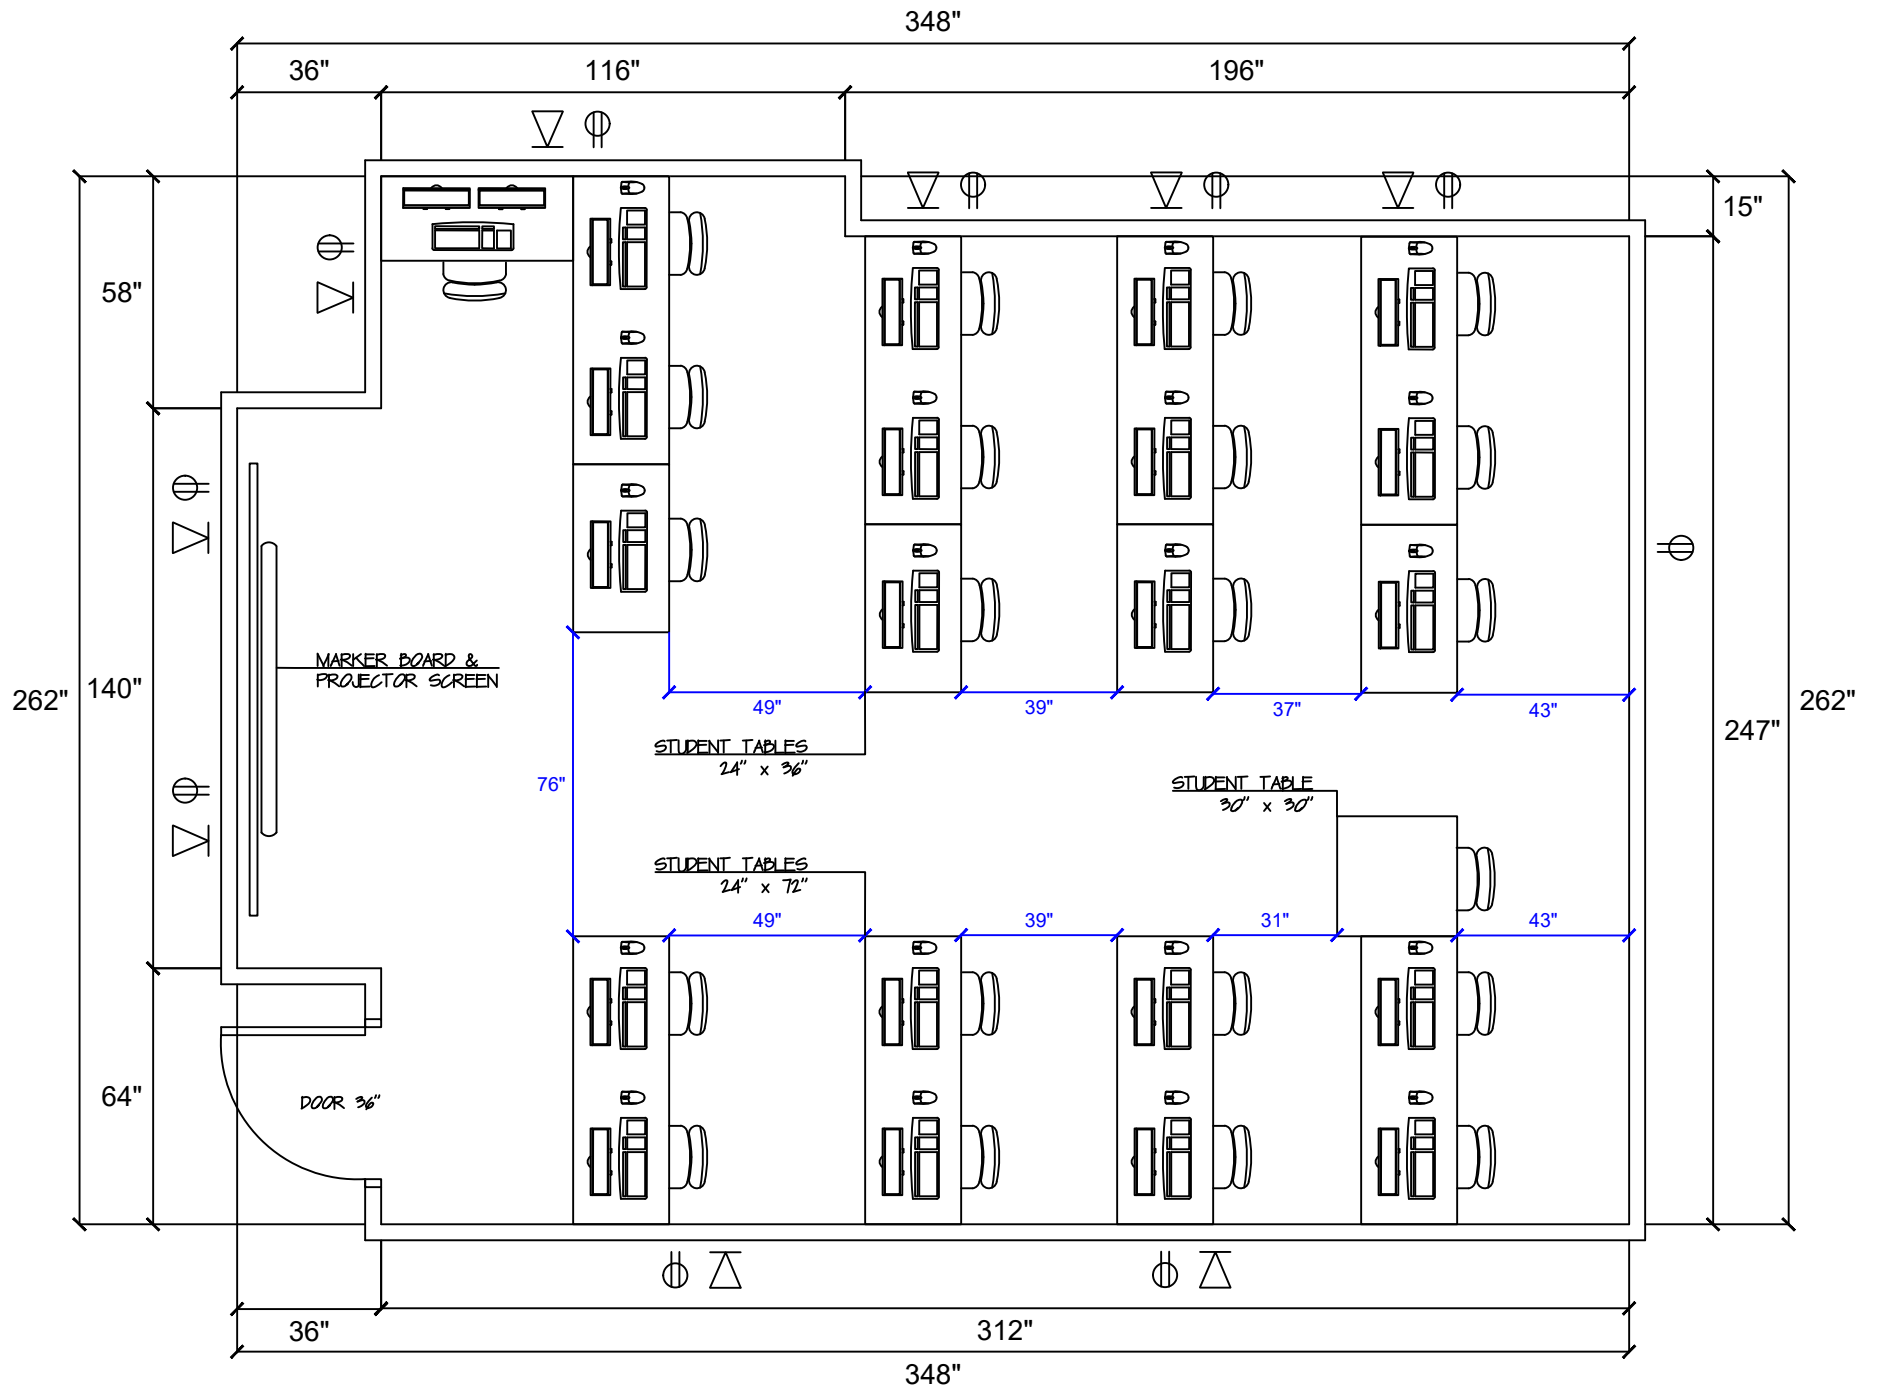 348"
36"
116"
196"
15"
58"
MARKER BOARD &
PROJECTOR SCREEN
262"
140"
49"
39"
37"
43"
262"
247"
STUDENT TABLES
24" x 36"
76"
STUDENT TABLE
30" x 30"
STUDENT TABLES
24" x 72"
49"
39"
31"
43"
64"
DOOR 36"
36"
312"
348"